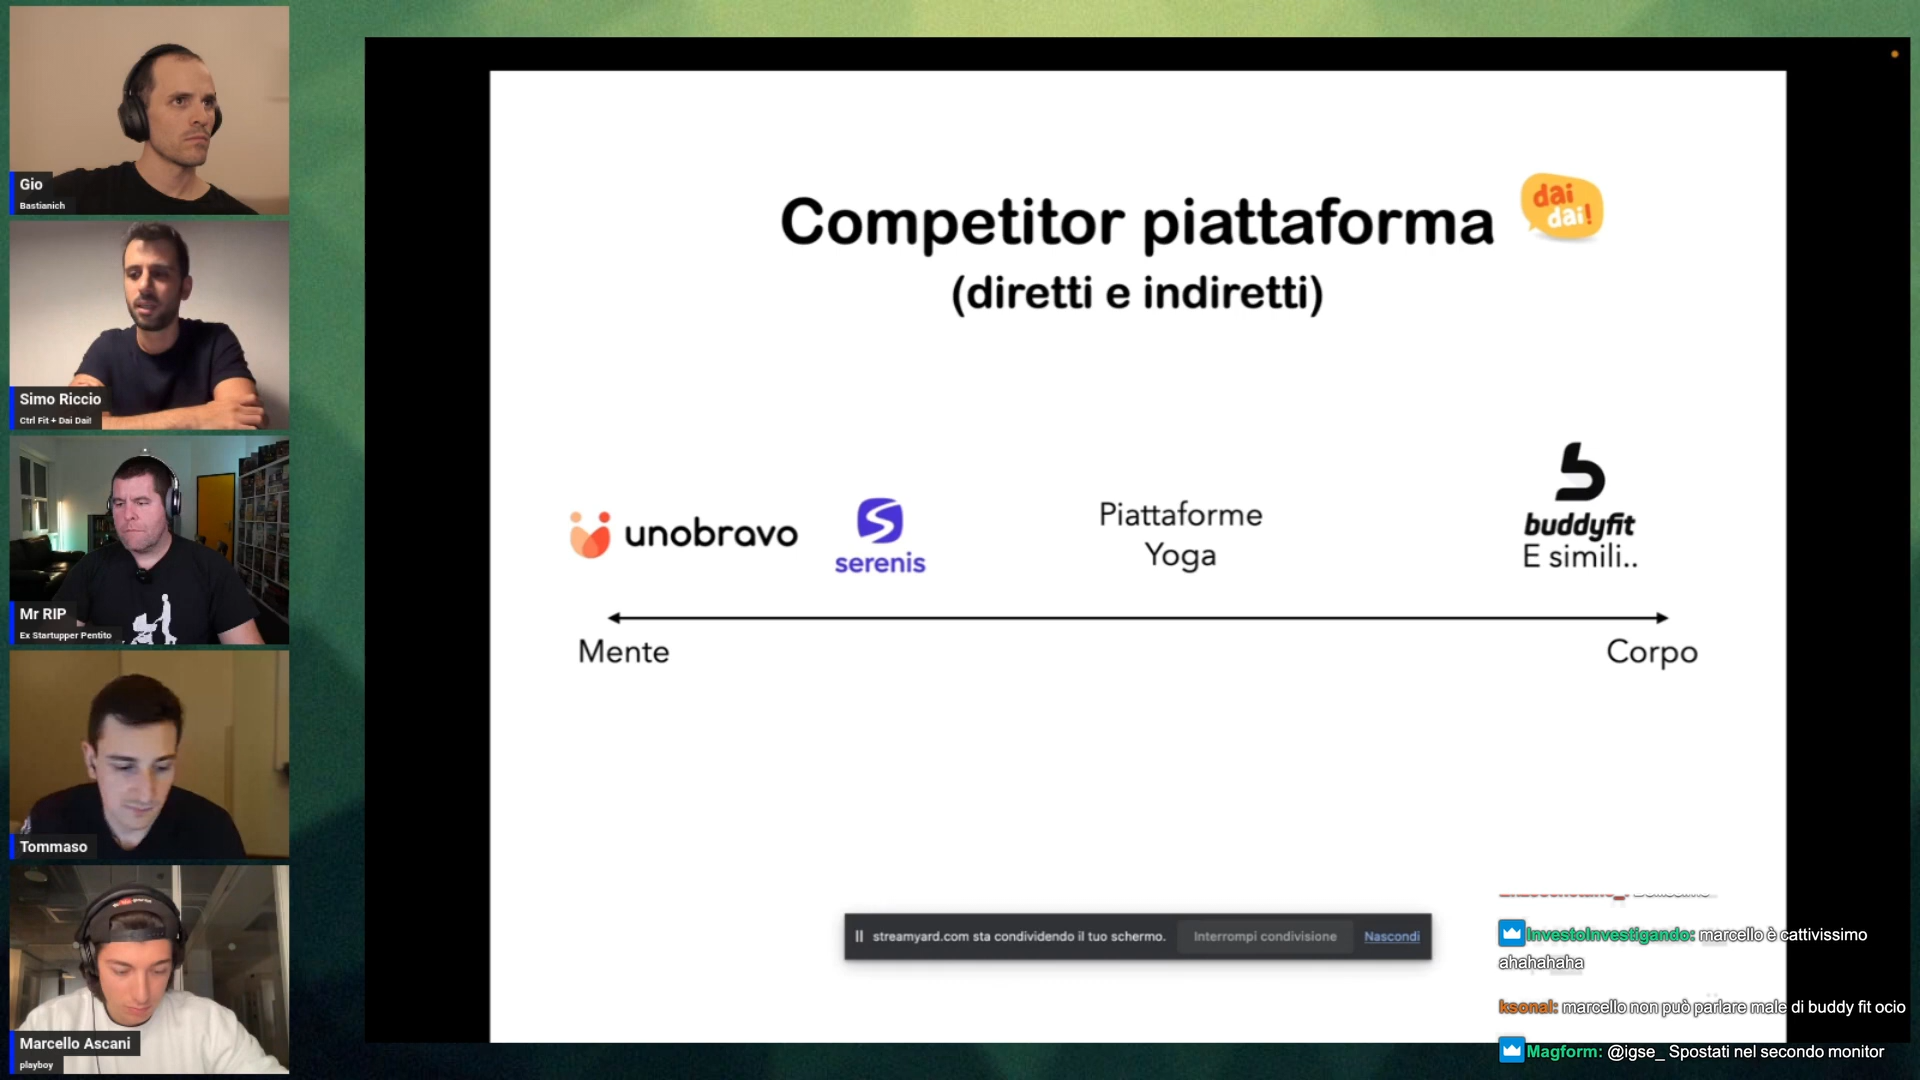 Gio
Bastianich
Simo Riccio
Ctrl Fit + Dai Dai!
Mr RIP
Ex Startupper Pentito
Tommaso
Marcello Ascani
playboy
Competitor piattaforma
dai
dai!
(diretti e indiretti)
unobravo
serenis
Piattaforme
Yoga
buddyfit
E simili..
Mente
Corpo
streamyard.com sta condividendo il tuo schermo.
Interrompi condivisione
Nascondi
InvestoInvestigando: marcello è cattivissimo
ahahahaha
ksonal: marcello non può parlare male di buddy fit ocio
Magform: @igse_ Spostati nel secondo monitor